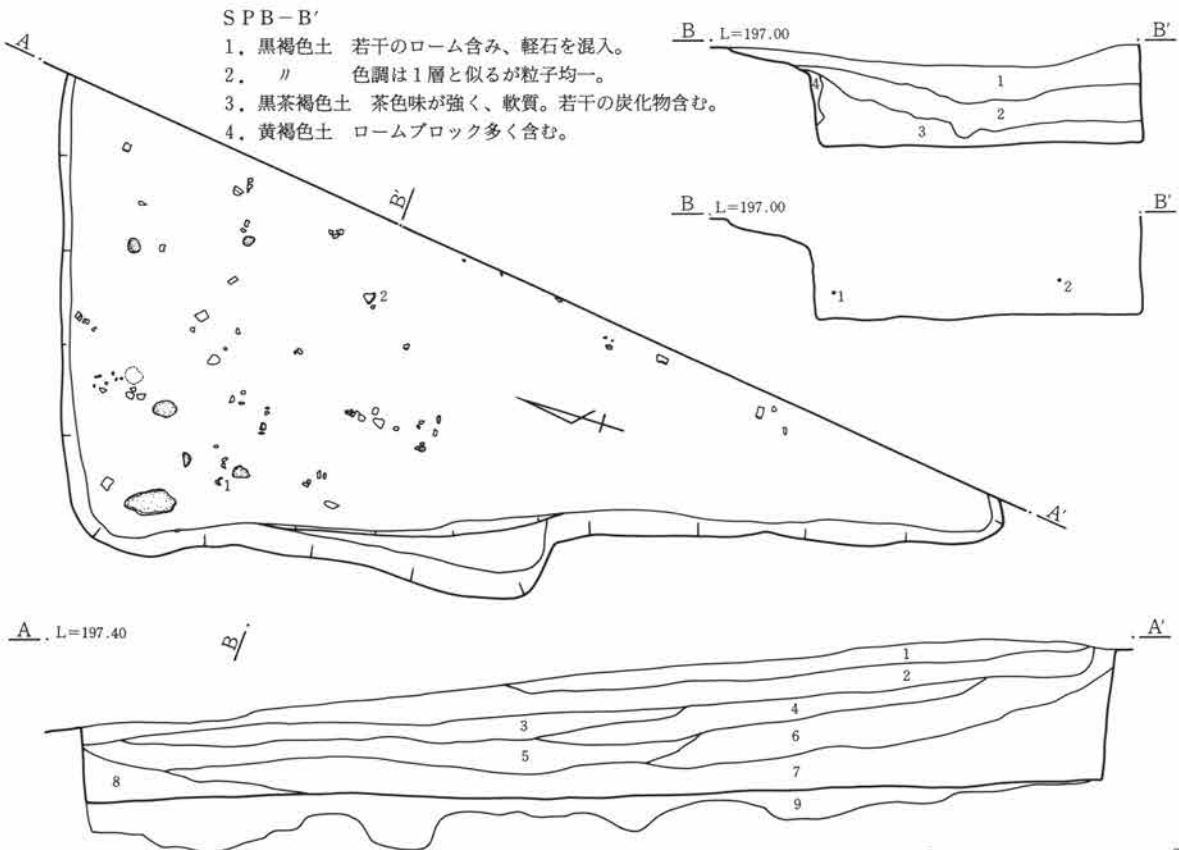 SPB－B′
1．黒褐色土　若干のローム含み、軽石を混入。
2．　〃　　色調は1層と似るが粒子均一。
3．黒茶褐色土　茶色味が強く、軟質。若干の炭化物含む。
4．黄褐色土　ロームブロック多く含む。
B . L=197.00 B′
1
2
3
4
B . L=197.00 B′
1
2
A
B′
2
1
A′
B
A . L=197.40 A′
1
2
3
4
5
6
7
8
9